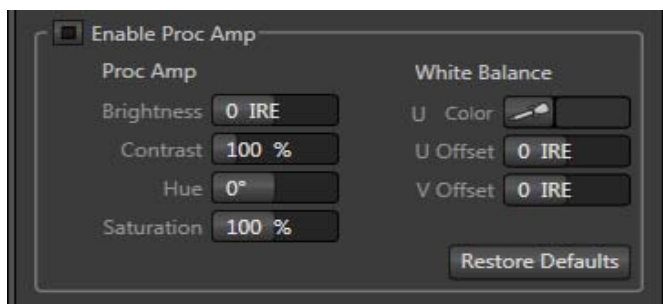 Enable Proc Amp
Proc Amp
White Balance
Brightness 0 IRE
U Color
Contrast 100 %
U Offset 0 IRE
Hue 0°
V Offset 0 IRE
Saturation 100 %
Restore Defaults